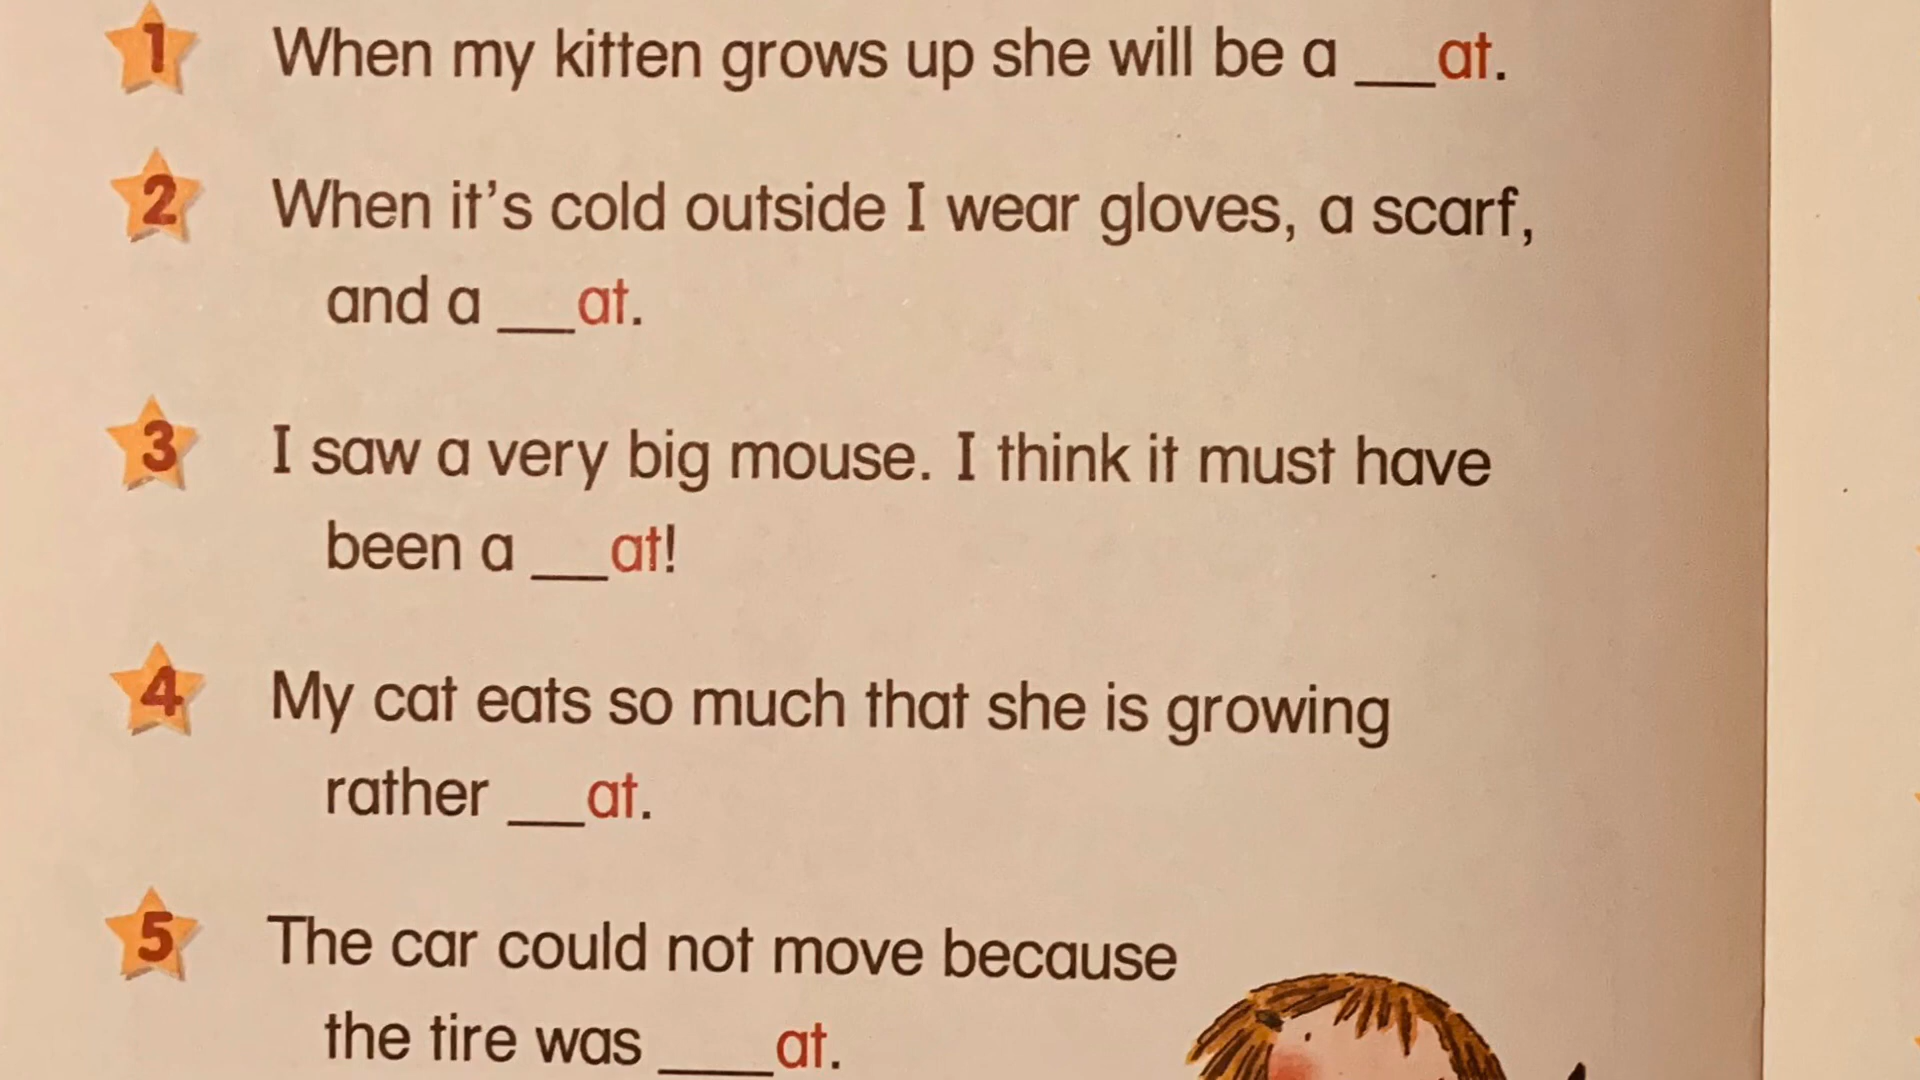 1 When my kitten grows up she will be a __at.
2 When it's cold outside I wear gloves, a scarf,
and a __at.
3 I saw a very big mouse. I think it must have
been a __at!
4 My cat eats so much that she is growing
rather __at.
5 The car could not move because
the tire was ___at.